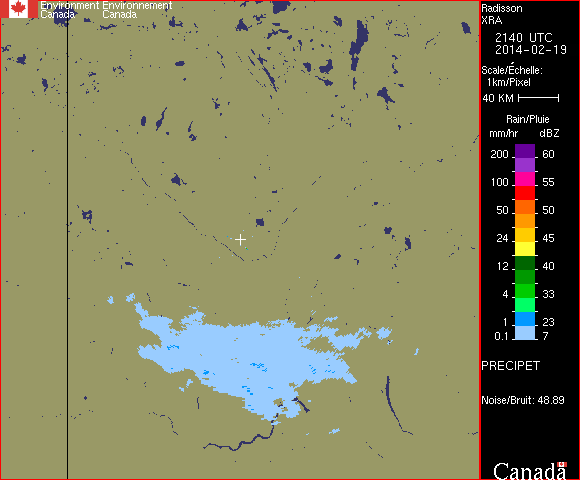 Environment Environnement
Canada Canada
Radisson
XRA
2140 UTC
2014-02-19
Scale/Échelle:
1km/Pixel
40 KM
Rain/Pluie
mm/hr dBZ
200 60
100 55
50 50
24 45
12 40
4 33
1 23
0.1 7
PRECIPET
Noise/Bruit: 48.89
Canada